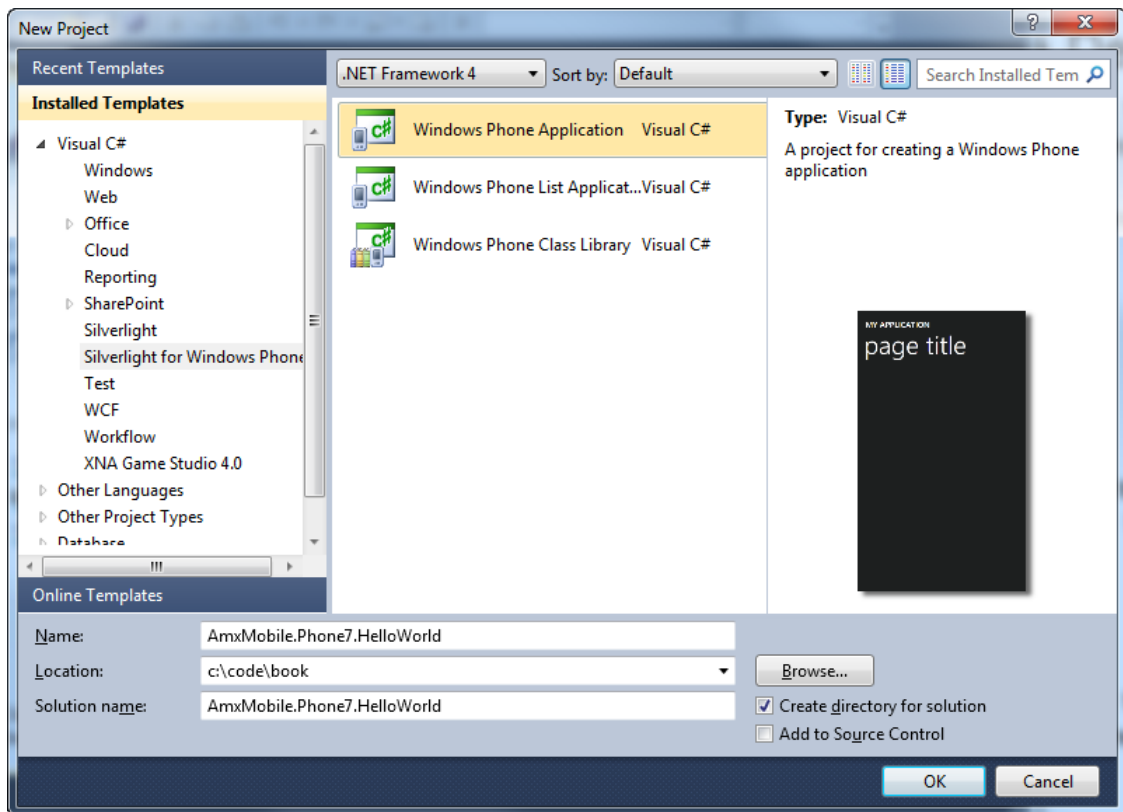 New Project
Recent Templates
Installed Templates
Visual C#
Windows
Web
Office
Cloud
Reporting
SharePoint
Silverlight
Silverlight for Windows Phone
Test
WCF
Workflow
XNA Game Studio 4.0
Other Languages
Other Project Types
Database
Online Templates
.NET Framework 4
Sort by: Default
Search Installed Tem
Windows Phone Application Visual C#
Windows Phone List Applicat...Visual C#
Windows Phone Class Library Visual C#
Type: Visual C#
A project for creating a Windows Phone
application
MY APPLICATION
page title
Name: AmxMobile.Phone7.HelloWorld
Location: c:\code\book
Browse...
Solution name: AmxMobile.Phone7.HelloWorld
Create directory for solution
Add to Source Control
OK
Cancel